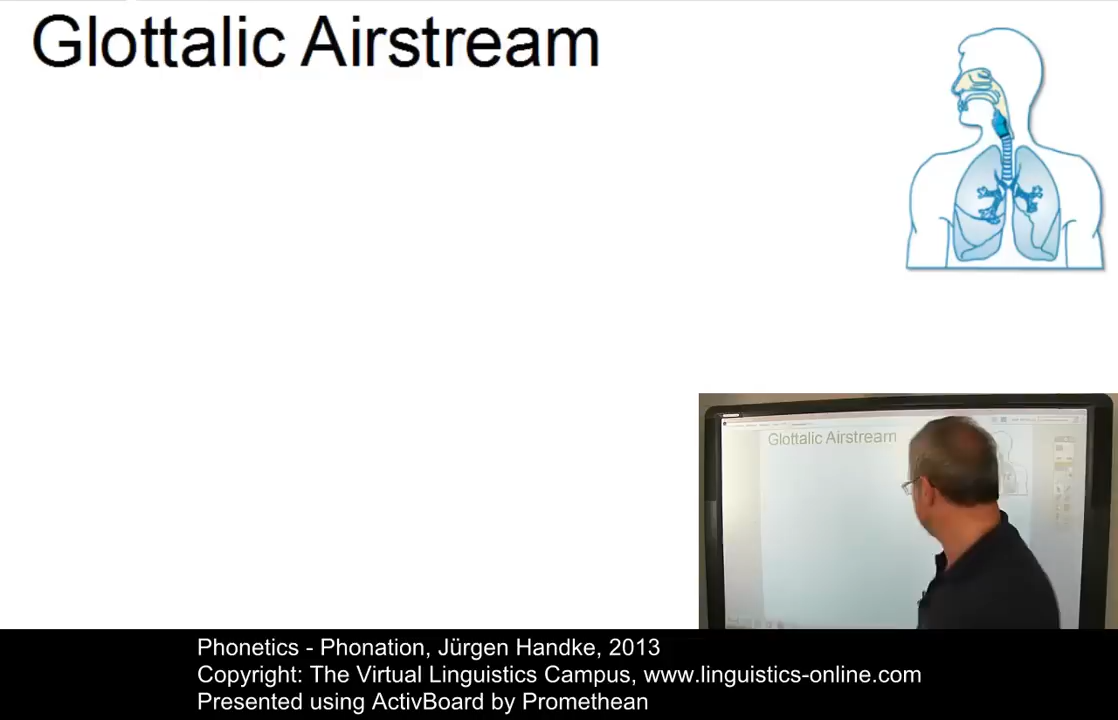 Glottalic Airstream
Glottalic Airstream
Phonetics - Phonation, Jürgen Handke, 2013
Copyright: The Virtual Linguistics Campus, www.linguistics-online.com
Presented using ActivBoard by Promethean